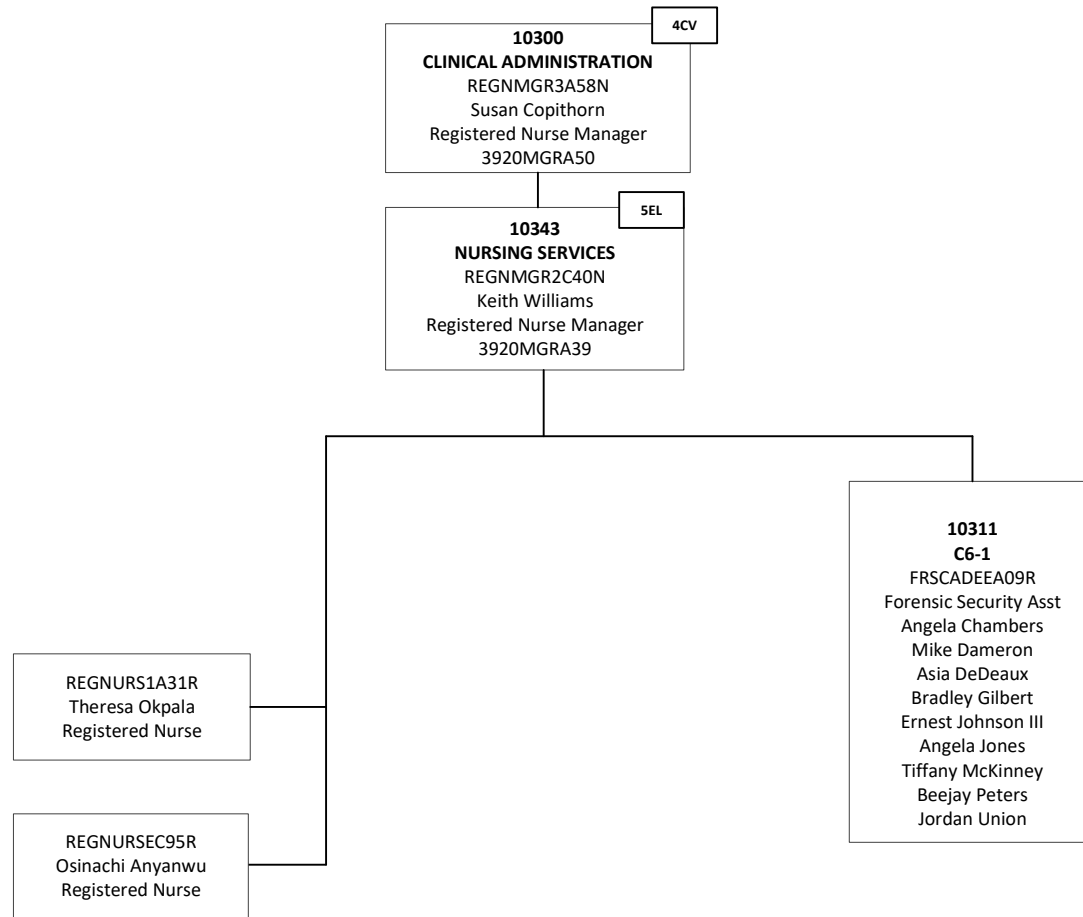 4CV
10300
CLINICAL ADMINISTRATION
REGNMGR3A58N
Susan Copithorn
Registered Nurse Manager
3920MGRA50
5EL
10343
NURSING SERVICES
REGNMGR2C40N
Keith Williams
Registered Nurse Manager
3920MGRA39
10311
C6-1
FRSCADEEA09R
Forensic Security Asst
Angela Chambers
Mike Dameron
Asia DeDeaux
Bradley Gilbert
Ernest Johnson III
Angela Jones
Tiffany McKinney
Beejay Peters
Jordan Union
REGNURS1A31R
Theresa Okpala
Registered Nurse
REGNURSEC95R
Osinachi Anyanwu
Registered Nurse